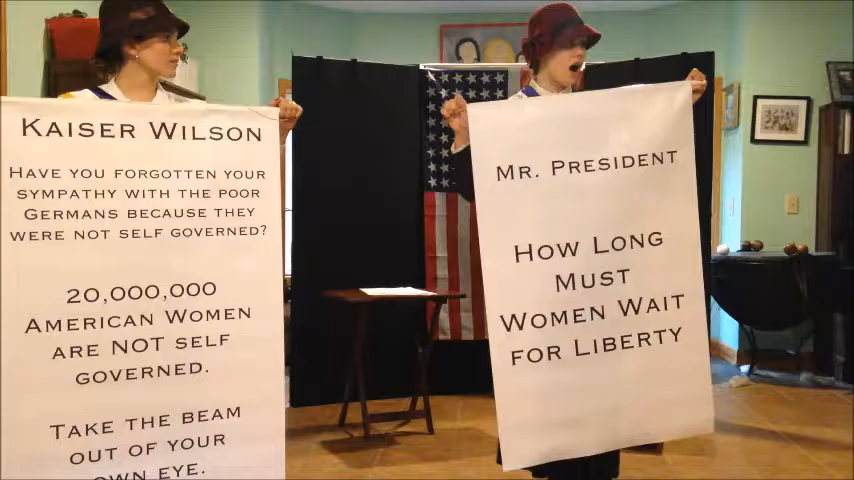 KAISER WILSON
HAVE YOU FORGOTTEN YOUR
SYMPATHY WITH THE POOR
GERMANS BECAUSE THEY
WERE NOT SELF GOVERNED?
20,000,000
AMERICAN WOMEN
ARE NOT SELF
GOVERNED.
TAKE THE BEAM
OUT OF YOUR
OWN EYE.
MR. PRESIDENT
HOW LONG
MUST
WOMEN WAIT
FOR LIBERTY